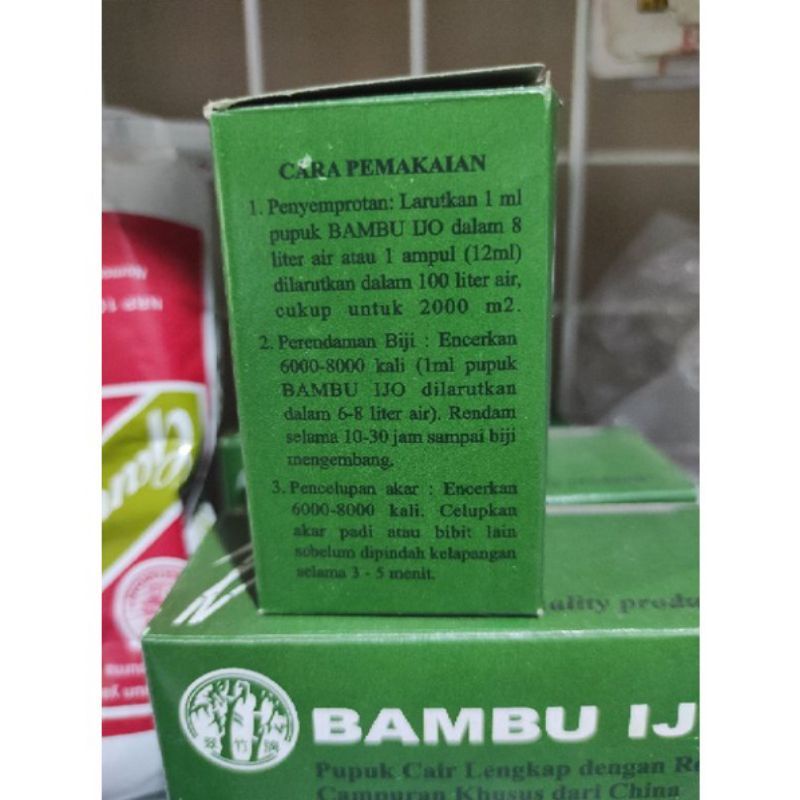 CARA PEMAKAIAN
1. Penyemprotan: Larutkan 1 ml
pupuk BAMBU IJO dalam 8
liter air atau 1 ampul (12ml)
dilarutkan dalam 100 liter air,
cukup untuk 2000 m2.
2. Perendaman Biji : Encerkan
6000-8000 kali (1ml pupuk
BAMBU IJO dilarutkan
dalam 6-8 liter air). Rendam
selama 10-30 jam sampai biji
mengembang.
3. Pencelupan akar : Encerkan
6000-8000 kali. Celupkan
akar padi atau bibit lain
sebelum dipindah kelapangan
selama 3 - 5 menit.
ality produ
BAMBU IJ
Pupuk Cair Lengkap dengan R
Campuran Khusus dari China